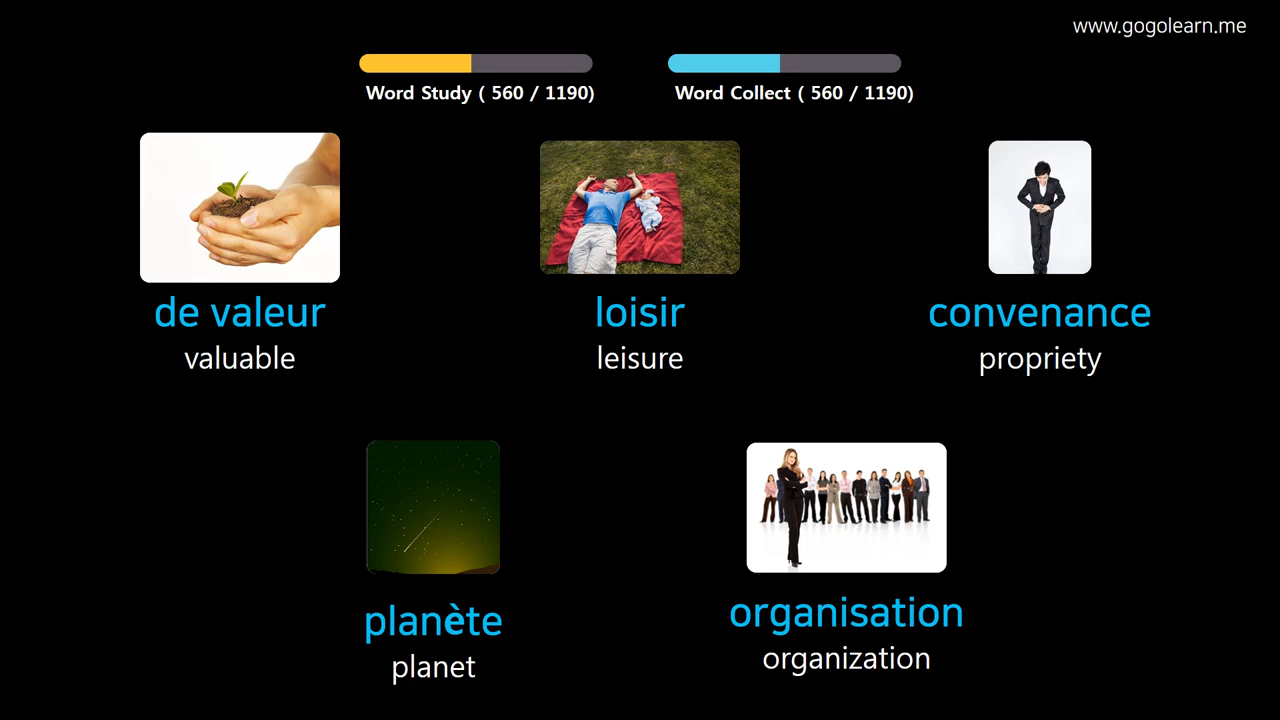 www.gogolearn.me
Word Study ( 560 / 1190)
Word Collect ( 560 / 1190)
de valeur
valuable
loisir
leisure
convenance
propriety
planète
planet
organisation
organization